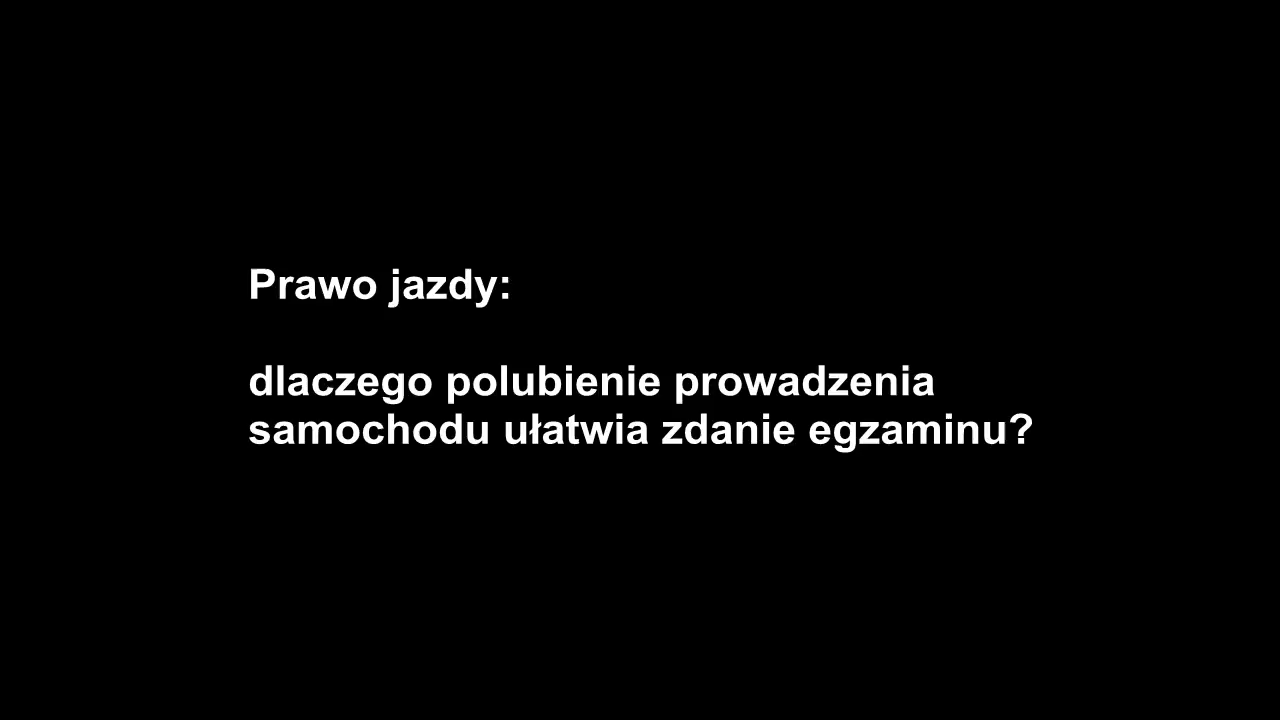 Prawo jazdy:
dlaczego polubienie prowadzenia
samochodu ułatwia zdanie egzaminu?